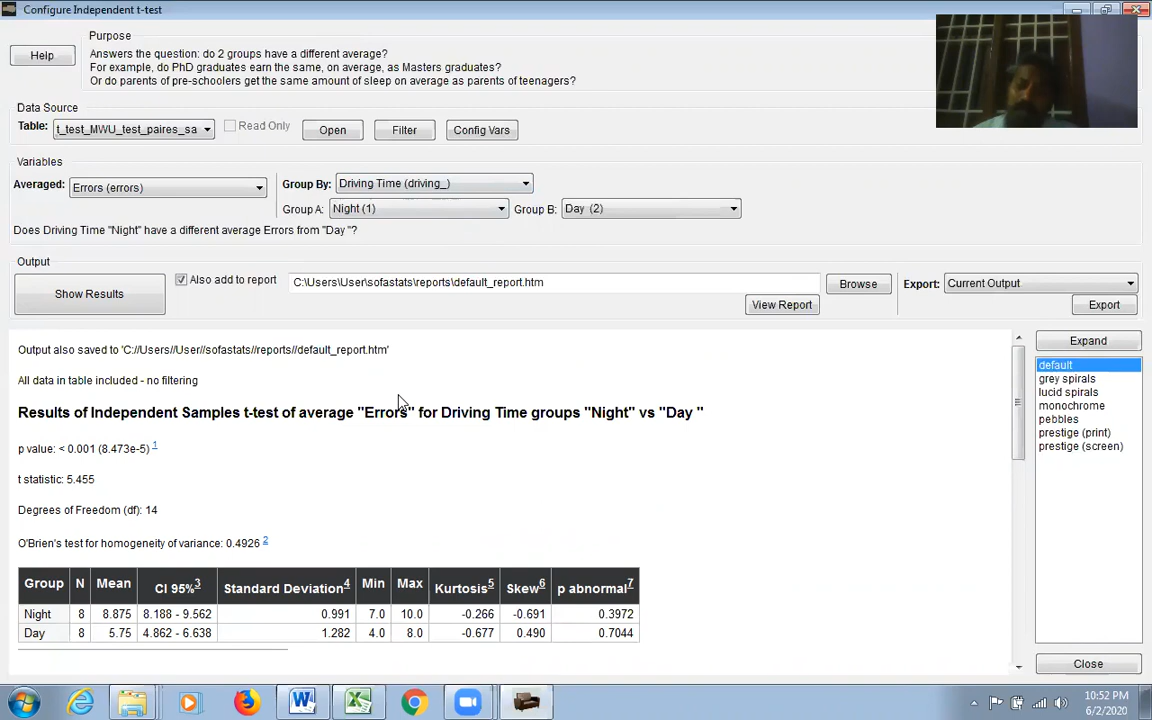 Configure Independent t-test
Purpose
Help
Answers the question: do 2 groups have a different average?
For example, do PhD graduates earn the same, on average, as Masters graduates?
Or do parents of pre-schoolers get the same amount of sleep on average as parents of teenagers?
Data Source
Table: t_test_MWU_test_paires_sa Read Only Open Filter Config Vars
Variables
Averaged: Errors (errors) Group By: Driving Time (driving_)
Group A: Night (1) Group B: Day (2)
Does Driving Time "Night" have a different average Errors from "Day "?
Output
Show Results Also add to report C:\Users\User\sofastats\reports\default_report.htm Browse Export: Current Output
View Report Export
Output also saved to 'C://Users//User//sofastats//reports//default_report.htm'
All data in table included - no filtering
Results of Independent Samples t-test of average "Errors" for Driving Time groups "Night" vs "Day "
p value: < 0.001 (8.473e-5) 1
t statistic: 5.455
Degrees of Freedom (df): 14
O'Brien's test for homogeneity of variance: 0.4926 2
Group N Mean CI 95%3 Standard Deviation4 Min Max Kurtosis5 Skew6 p abnormal7
Night 8 8.875 8.188 - 9.562 0.991 7.0 10.0 -0.266 -0.691 0.3972
Day 8 5.75 4.862 - 6.638 1.282 4.0 8.0 -0.677 0.490 0.7044
Expand
default
grey spirals
lucid spirals
monochrome
pebbles
prestige (print)
prestige (screen)
Close
10:52 PM
6/2/2020